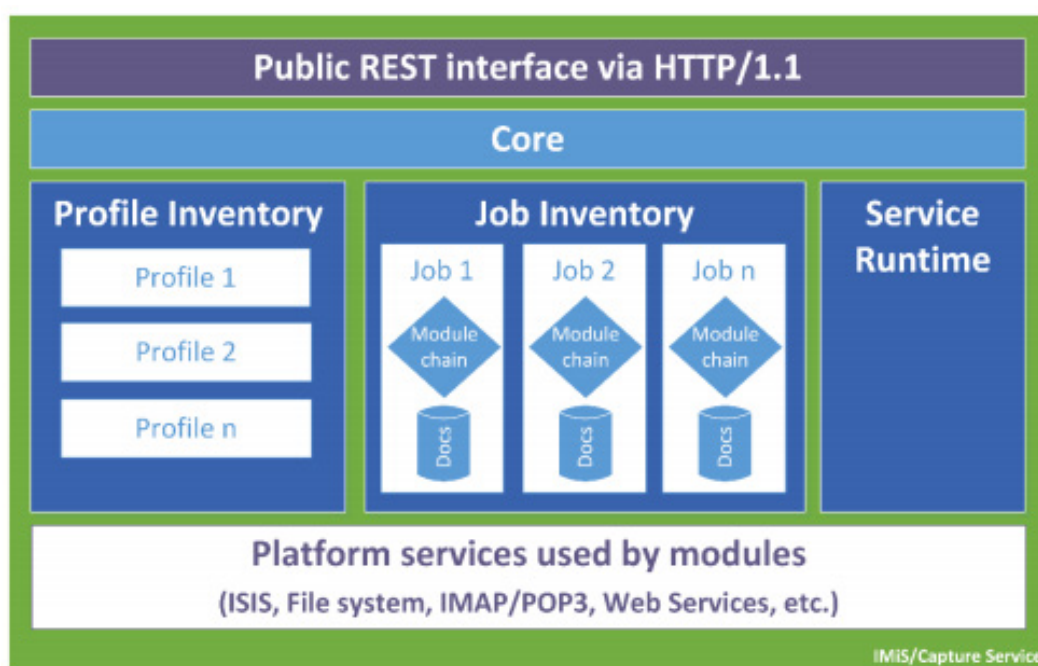 Public REST interface via HTTP/1.1
Core
Profile Inventory
Profile 1
Profile 2
Profile n
Job Inventory
Job 1
Module
chain
Docs
Job 2
Module
chain
Docs
Job n
Module
chain
Docs
Service
Runtime
Platform services used by modules
(ISIS, File system, IMAP/POP3, Web Services, etc.)
IMiS/Capture Service